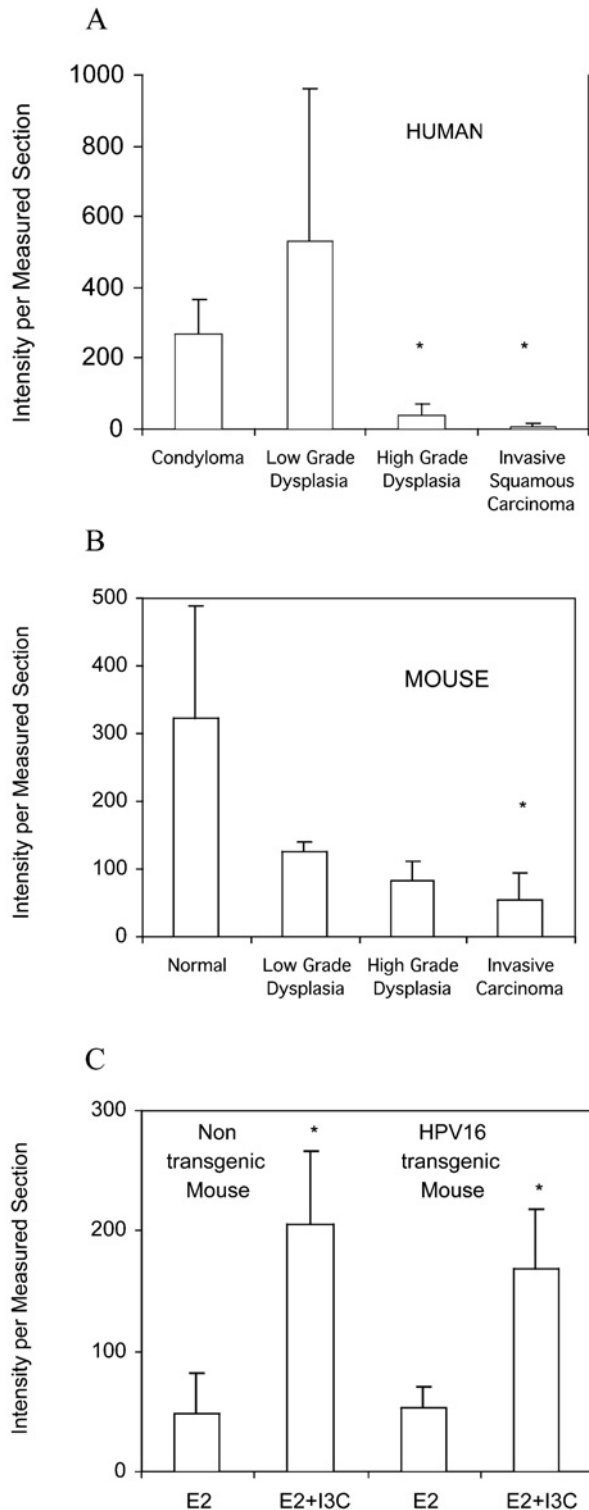 A
Intensity per Measured Section
1000
800
600
400
200
0
HUMAN
*
*
Condyloma
Low Grade
Dysplasia
High Grade
Dysplasia
Invasive
Squamous
Carcinoma
B
Intensity per Measured Section
500
400
300
200
100
0
MOUSE
*
Normal
Low Grade
Dysplasia
High Grade
Dysplasia
Invasive
Carcinoma
C
Intensity per Measured Section
300
200
100
0
Non
transgenic
Mouse
*
HPV16
transgenic
Mouse
*
E2
E2+I3C
E2
E2+I3C